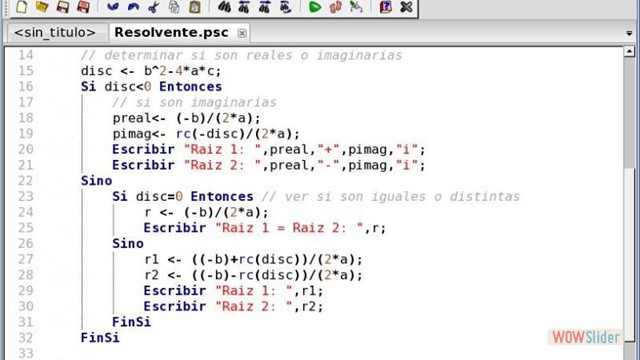 <sin_titulo> Resolvente.psc
14 // determinar si son reales o imaginarias
15 disc <- b^2-4*a*c;
16 Si disc<0 Entonces
17 // si son imaginarias
18 preal<- (-b)/(2*a);
19 pimag<- rc(-disc)/(2*a);
20 Escribir "Raiz 1: ",preal,"+",pimag,"i";
21 Escribir "Raiz 2: ",preal,"-",pimag,"i";
22 Sino
23 Si disc=0 Entonces // ver si son iguales o distintas
24 r <- (-b)/(2*a);
25 Escribir "Raiz 1 = Raiz 2: ",r;
26 Sino
27 r1 <- ((-b)+rc(disc))/(2*a);
28 r2 <- ((-b)-rc(disc))/(2*a);
29 Escribir "Raiz 1: ",r1;
30 Escribir "Raiz 2: ",r2;
31 FinSi
32 FinSi
33
WOWSlider